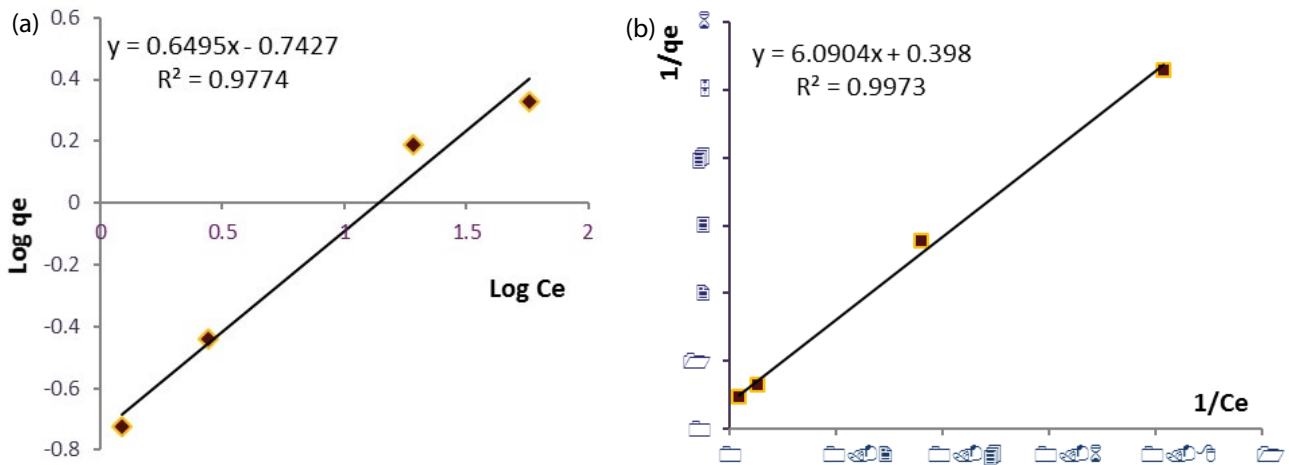 (a)
0.6
y = 0.6495x - 0.7427
R² = 0.9774
0.4
0.2
0
-0.2
-0.4
-0.6
-0.8
0
0.5
1
1.5
2
Log qe
Log Ce
(b)
1/qe
y = 6.0904x + 0.398
R² = 0.9973
1/Ce